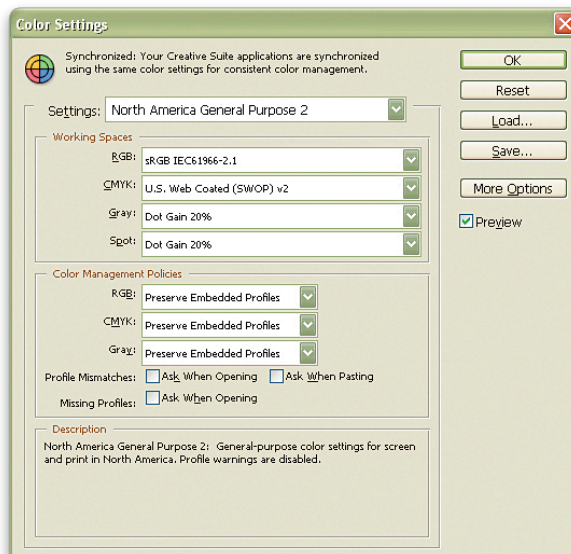 Color Settings
Synchronized: Your Creative Suite applications are synchronized
using the same color settings for consistent color management.
OK
Reset
Load...
Save...
More Options
Preview
Settings: North America General Purpose 2
Working Spaces
RGB: sRGB IEC61966-2.1
CMYK: U.S. Web Coated (SWOP) v2
Gray: Dot Gain 20%
Spot: Dot Gain 20%
Color Management Policies
RGB: Preserve Embedded Profiles
CMYK: Preserve Embedded Profiles
Gray: Preserve Embedded Profiles
Profile Mismatches: Ask When Opening Ask When Pasting
Missing Profiles: Ask When Opening
Description
North America General Purpose 2: General-purpose color settings for screen
and print in North America. Profile warnings are disabled.